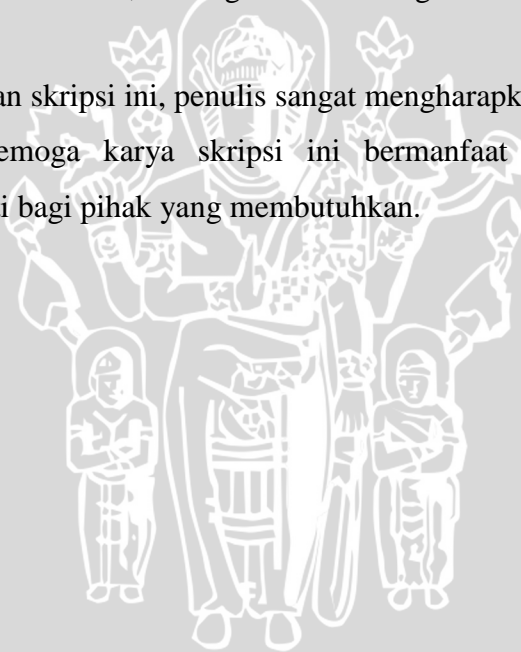 an skripsi ini, penulis sangat mengharapk
emoga karya skripsi ini bermanfaat
i bagi pihak yang membutuhkan.